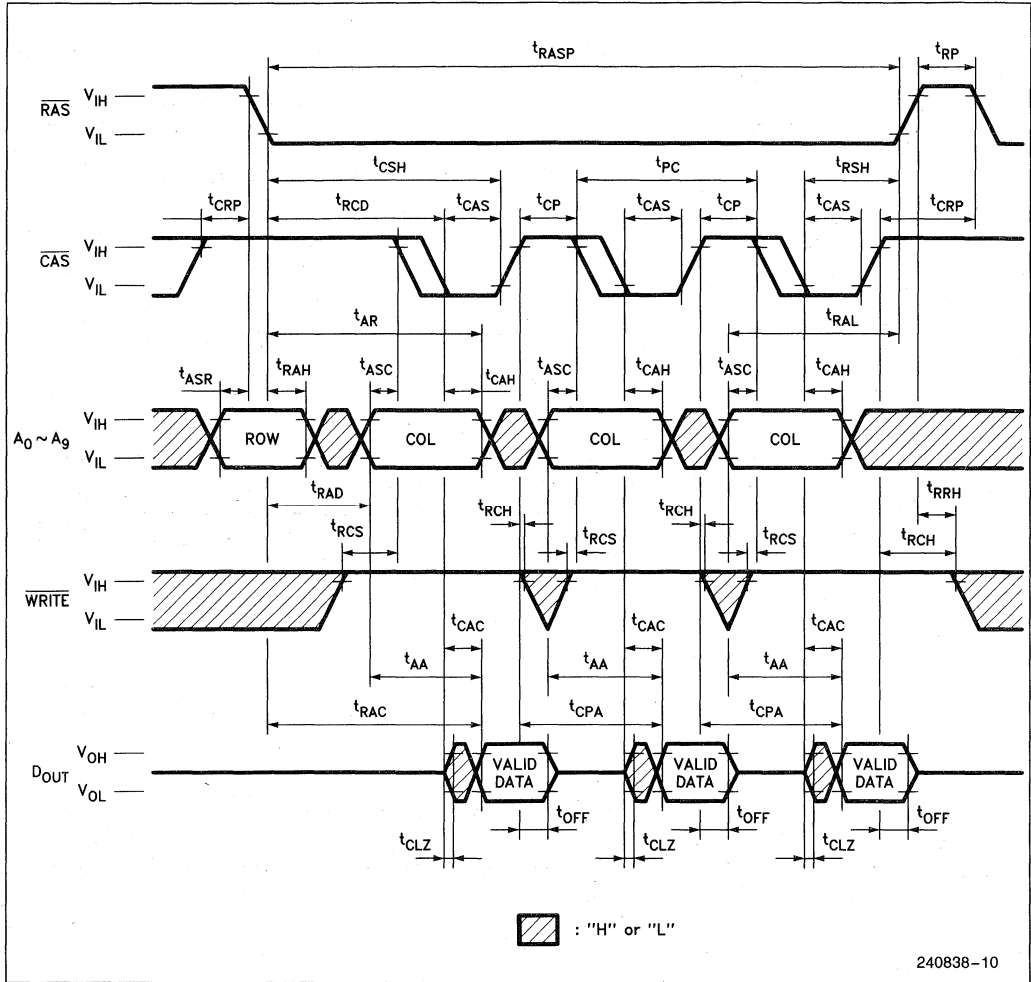 tRASP tRP
RAS VIH
VIL
tCSH tPC tRSH
tCRP tRCD tCAS tCP tCAS tCP tCAS tCRP
CAS VIH
VIL
tAR tRAL
tASR tRAH tASC tCAH tASC tCAH tASC tCAH
A0 ~ A9 VIH
VIL
ROW COL COL COL
tRAD tRCH tRCH tRRH
tRCS tRCS tRCS tRCH
WRITE VIH
VIL
tCAC tCAC tCAC
tAA tAA tAA
tRAC tCPA tCPA
DOUT VOH
VOL
VALID DATA VALID DATA VALID DATA
tOFF tOFF tOFF
tCLZ tCLZ tCLZ
: "H" or "L"
240838–10